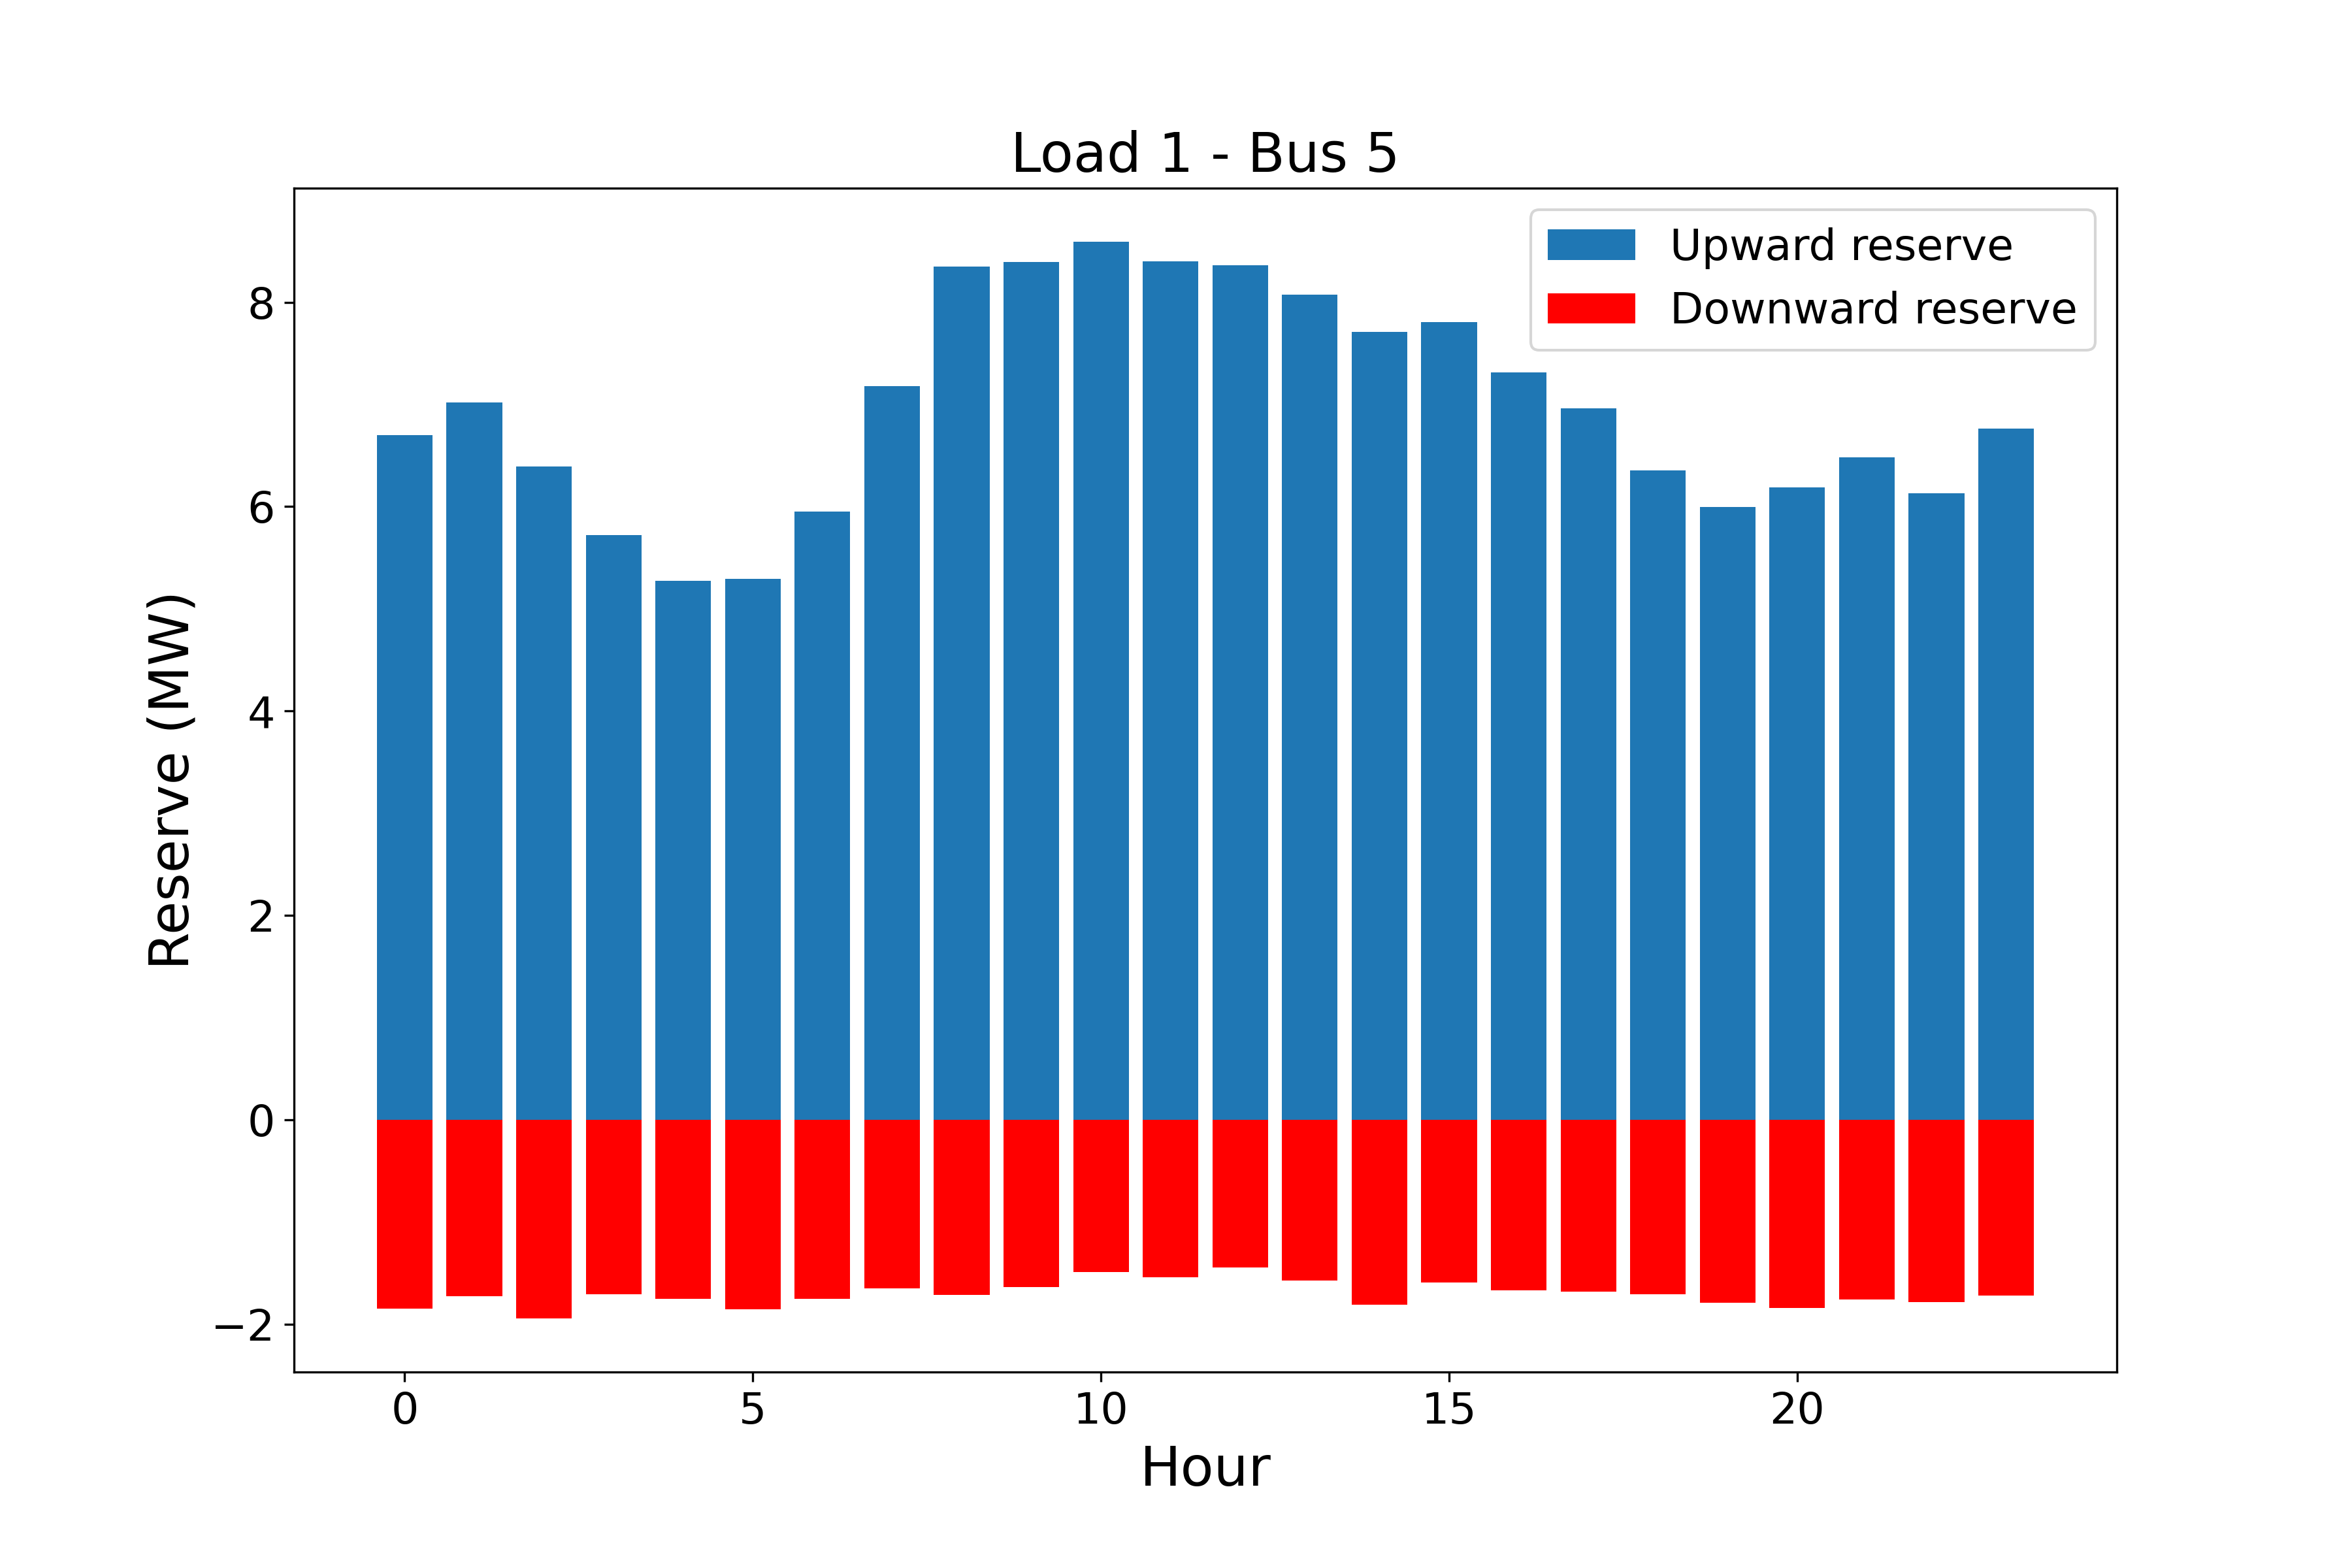 Load 1 - Bus 5
Upward reserve
Downward reserve
Reserve (MW)
8
6
4
2
0
−2
0 5 10 15 20
Hour